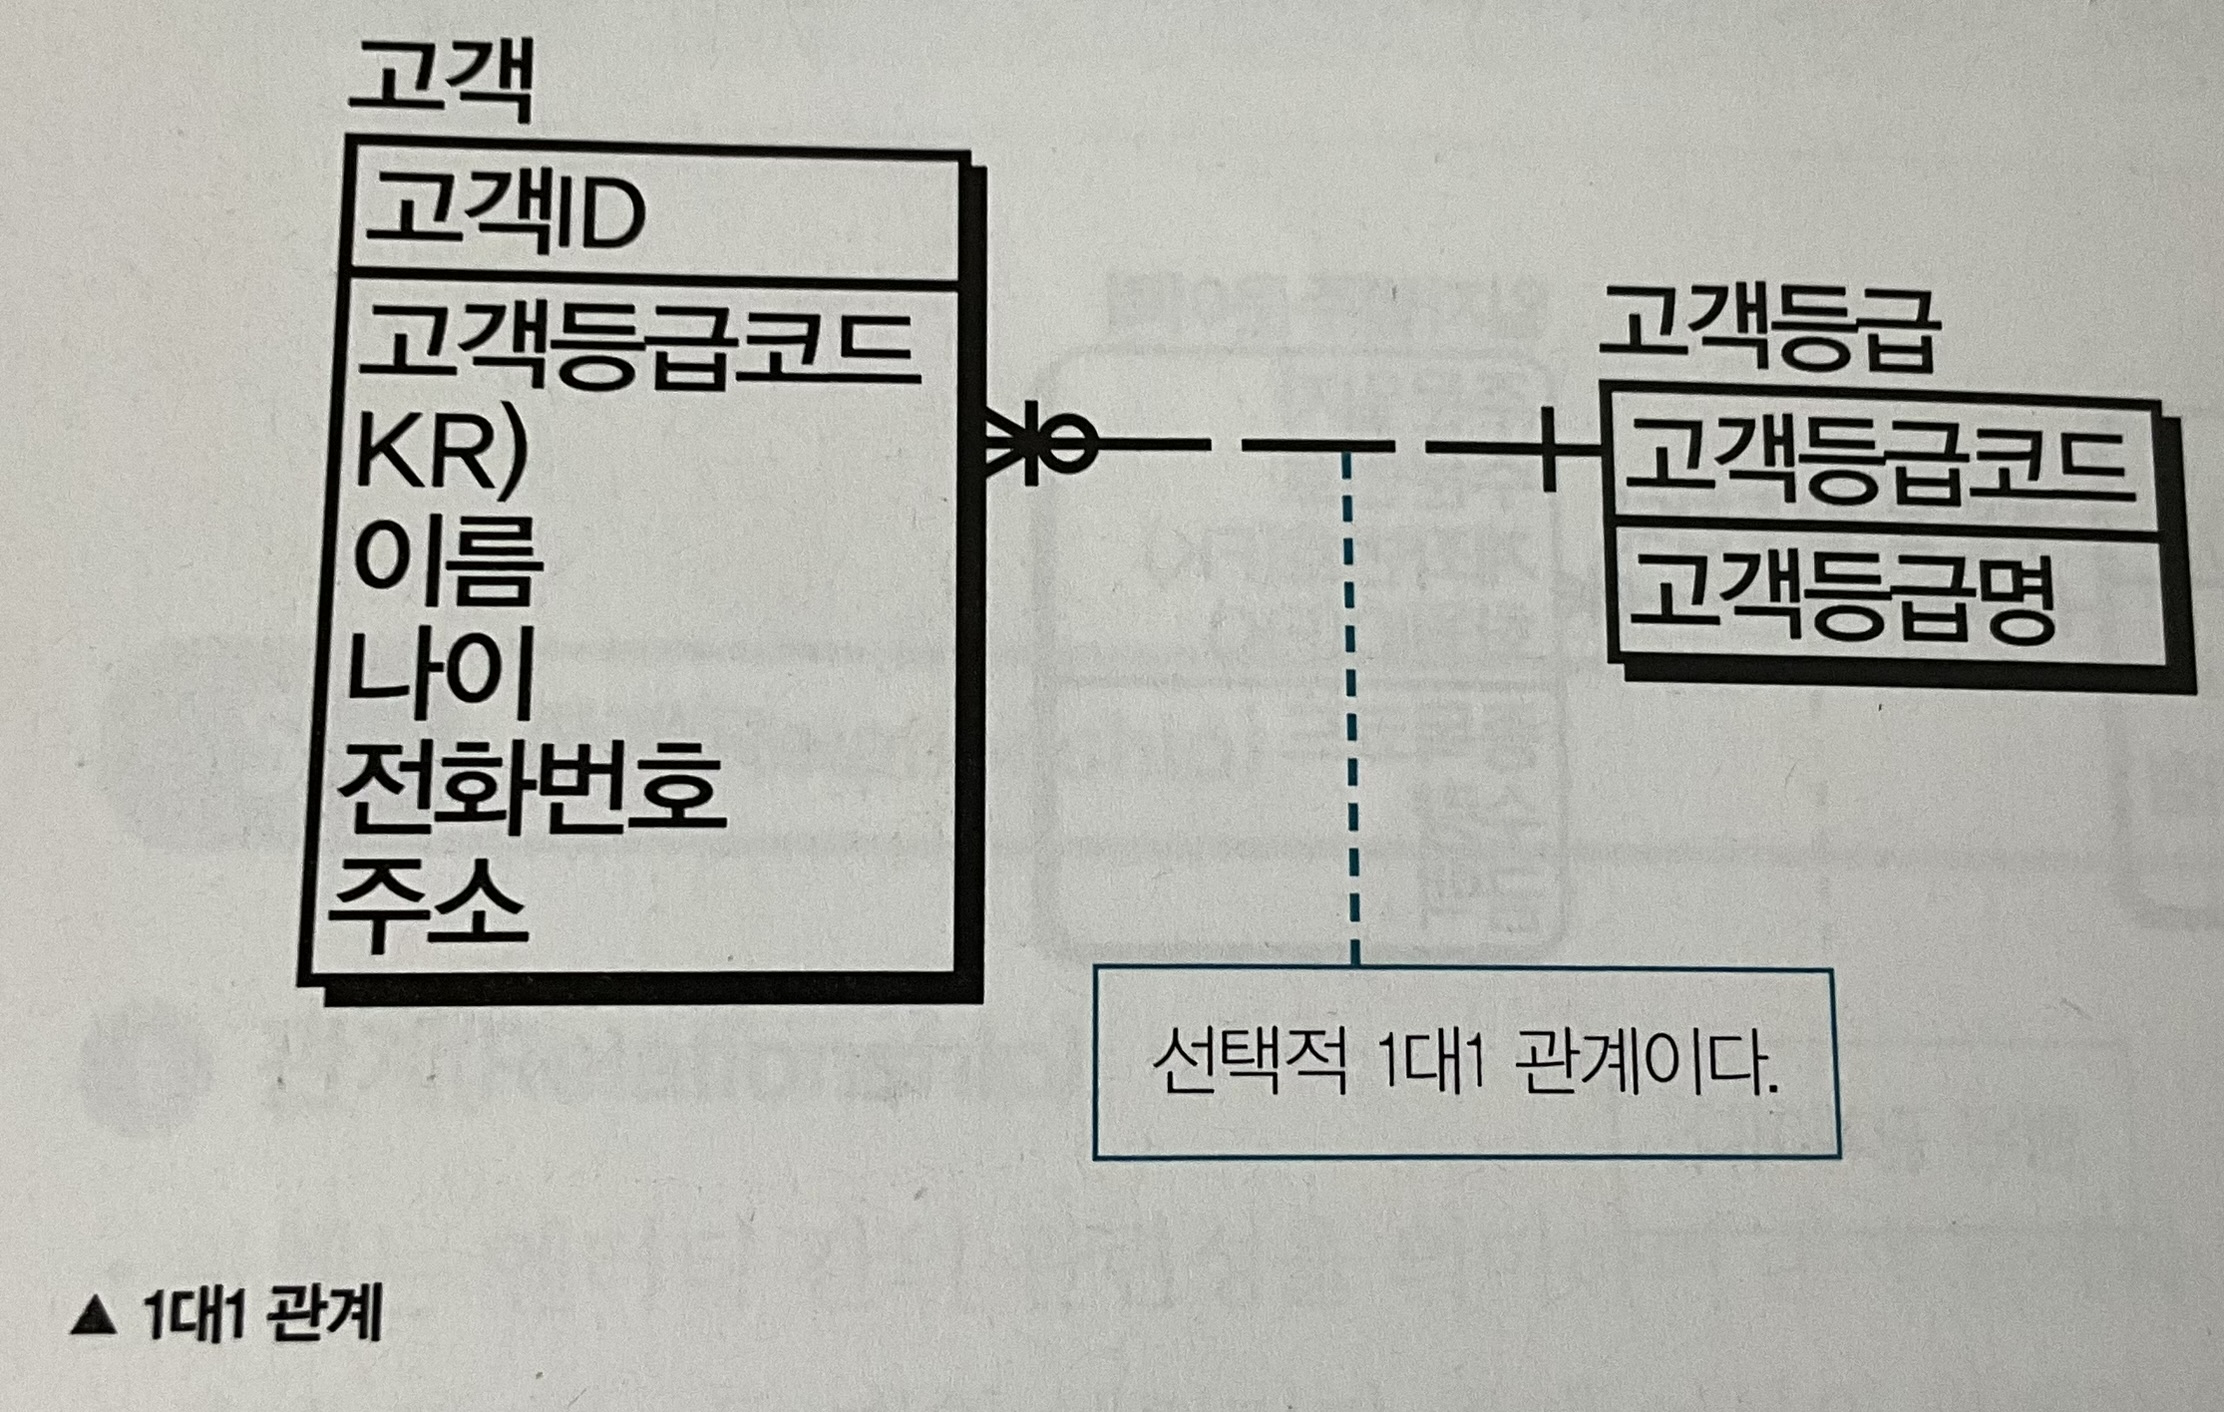 고객
고객ID
고객등급코드
KR)
이름
나이
전화번호
주소
고객등급
고객등급코드
고객등급명
선택적 1대1 관계이다.
▲ 1대1 관계